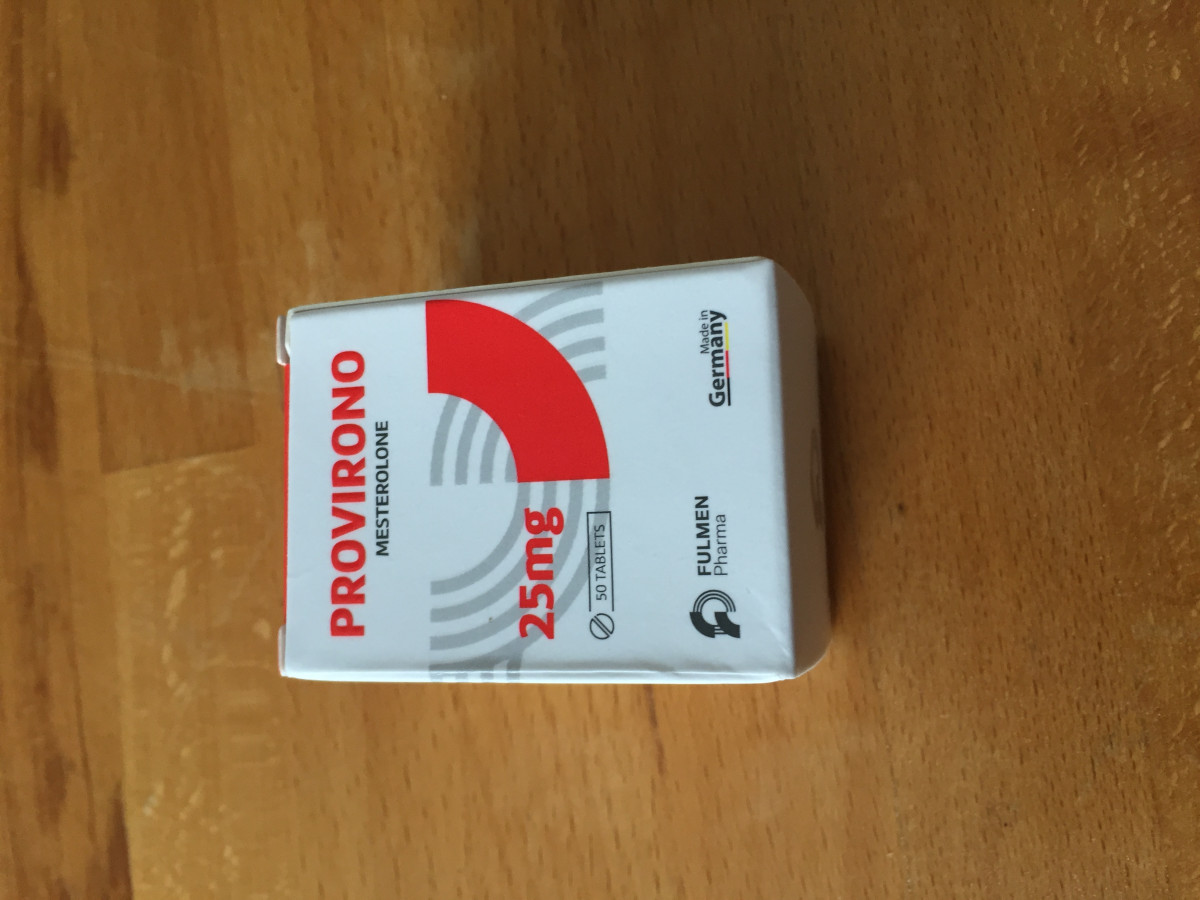 PROVIRONO
MESTEROLONE
25mg
50 TABLETS
FULMEN
Pharma
Made in
Germany